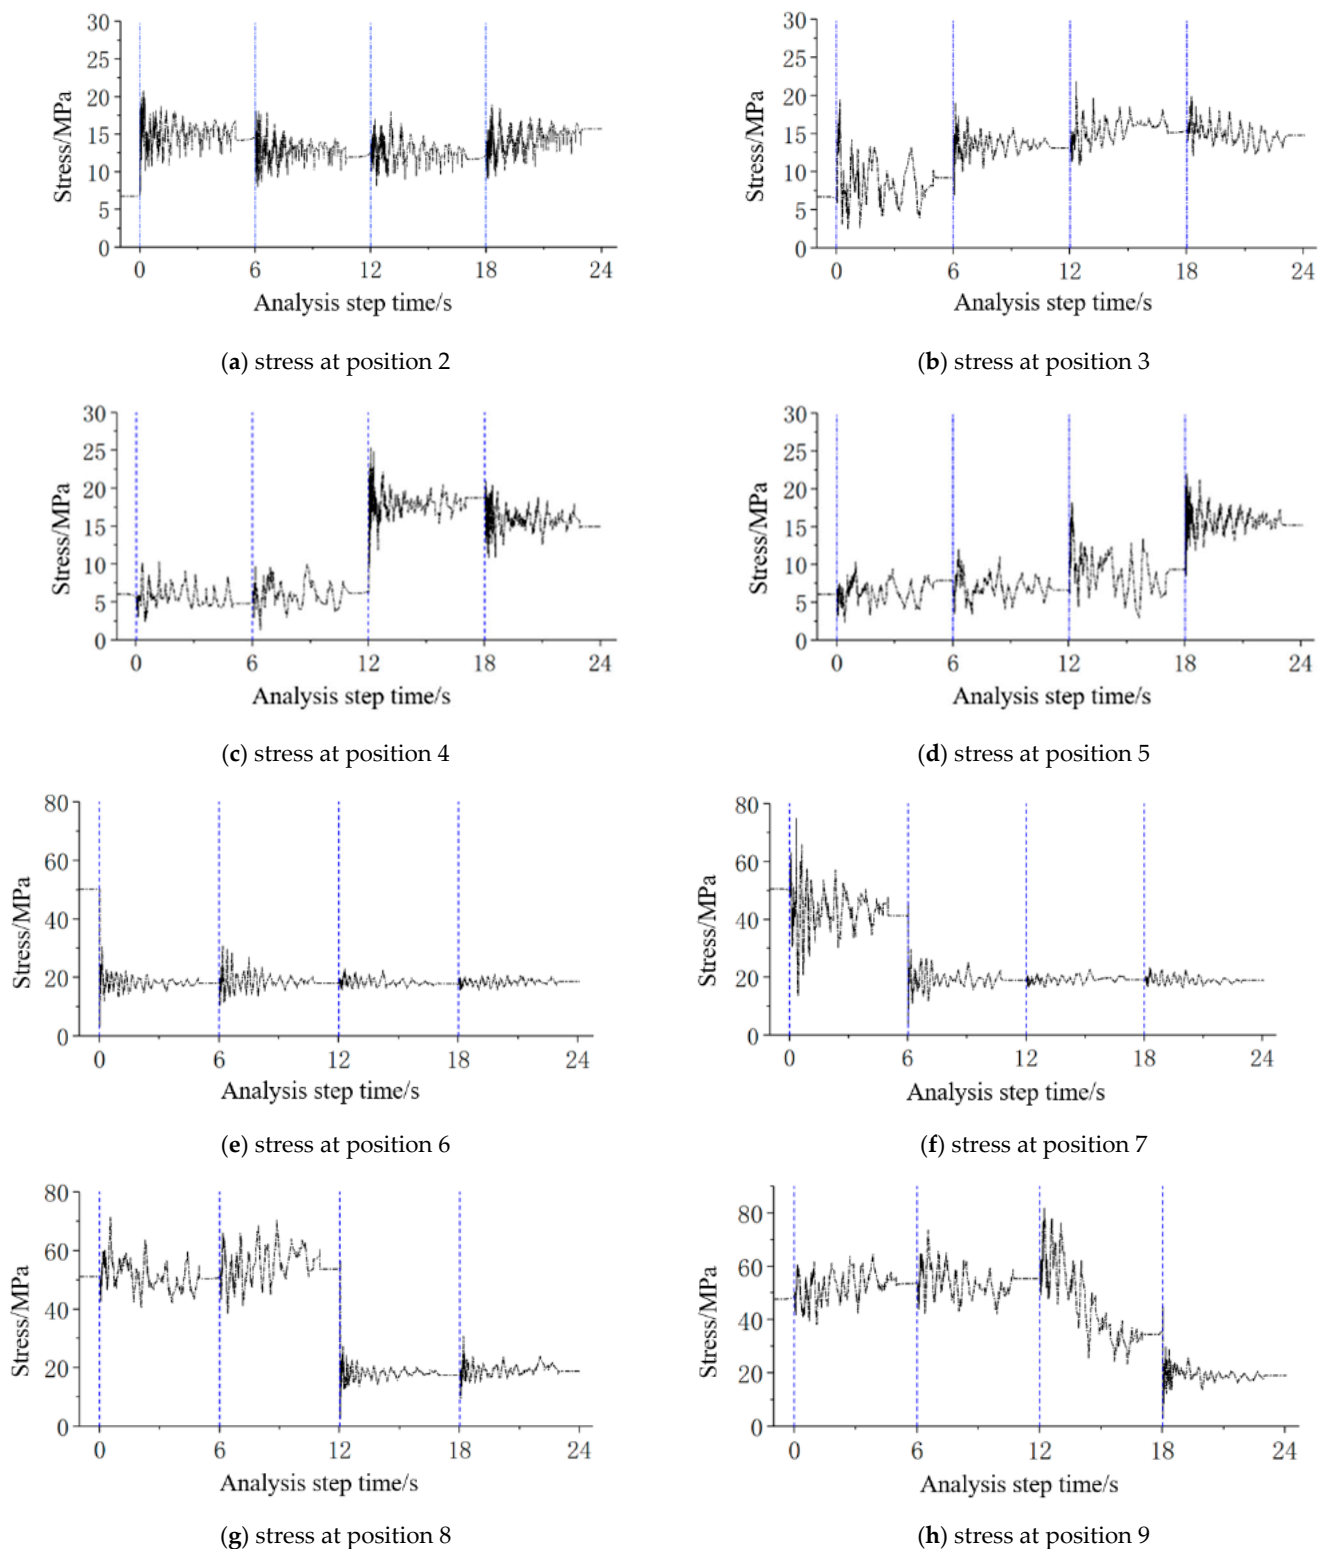 30
25
20
15
10
5
0
Stress/MPa
0 6 12 18 24
Analysis step time/s
(a) stress at position 2
30
25
20
15
10
5
0
Stress/MPa
0 6 12 18 24
Analysis step time/s
(b) stress at position 3
30
25
20
15
10
5
0
Stress/MPa
0 6 12 18 24
Analysis step time/s
(c) stress at position 4
30
25
20
15
10
5
0
Stress/MPa
0 6 12 18 24
Analysis step time/s
(d) stress at position 5
80
60
40
20
0
Stress/MPa
0 6 12 18 24
Analysis step time/s
(e) stress at position 6
80
60
40
20
0
Stress/MPa
0 6 12 18 24
Analysis step time/s
(f) stress at position 7
80
60
40
20
0
Stress/MPa
0 6 12 18 24
Analysis step time/s
(g) stress at position 8
80
60
40
20
0
Stress/MPa
0 6 12 18 24
Analysis step time/s
(h) stress at position 9